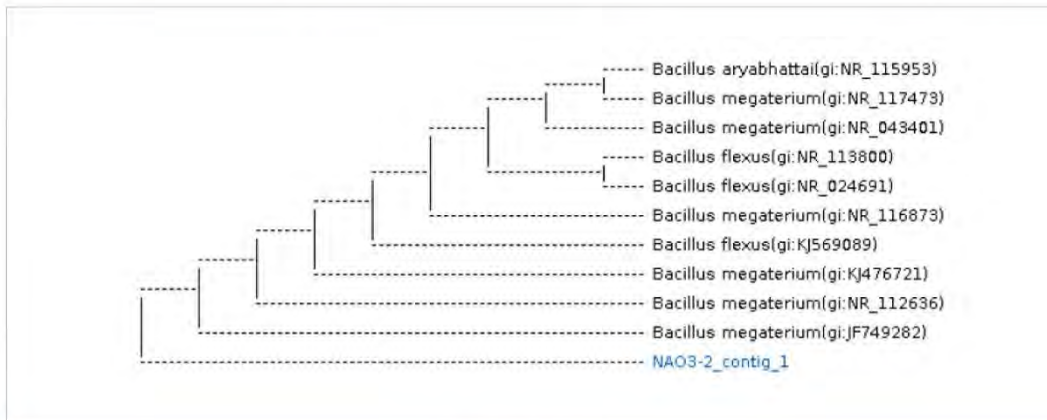 Bacillus aryabhattai(gi:NR_115953)
Bacillus megaterium(gi:NR_117473)
Bacillus megaterium(gi:NR_043401)
Bacillus flexus(gi:NR_113800)
Bacillus flexus(gi:NR_024691)
Bacillus megaterium(gi:NR_116873)
Bacillus flexus(gi:KJ569089)
Bacillus megaterium(gi:KJ476721)
Bacillus megaterium(gi:NR_112636)
Bacillus megaterium(gi:JF749282)
NAO3-2_contig_1